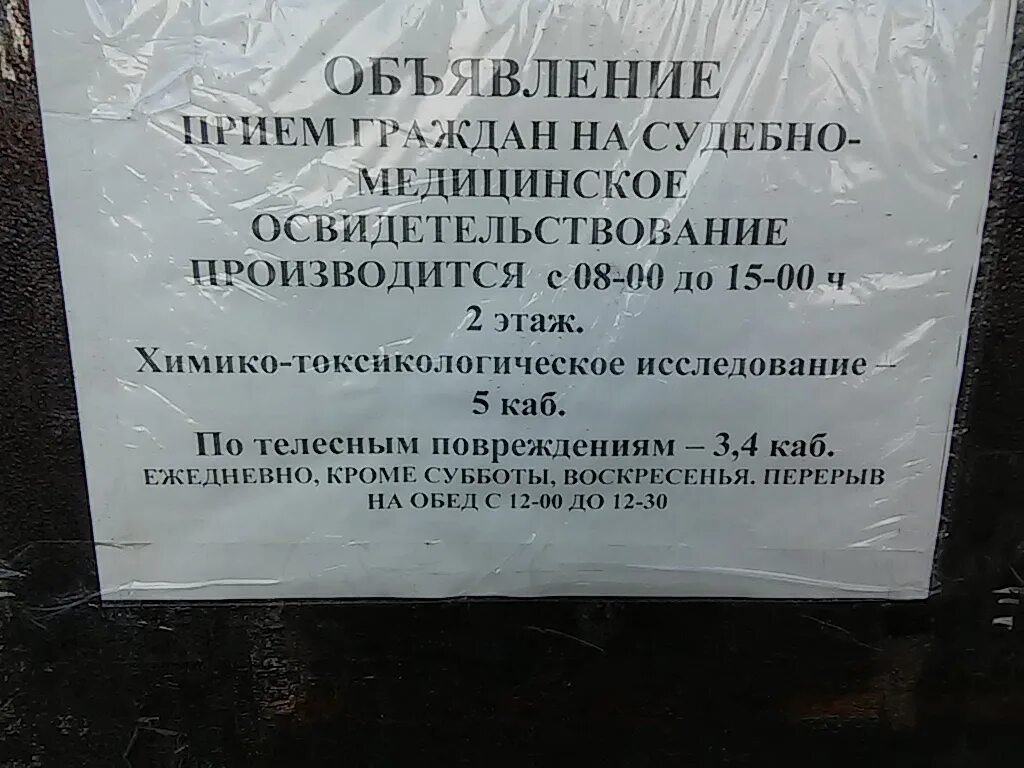 ОБЪЯВЛЕНИЕ
ПРИЕМ ГРАЖДАН НА СУДЕБНО-
МЕДИЦИНСКОЕ
ОСВИДЕТЕЛЬСТВОВАНИЕ
ПРОИЗВОДИТСЯ с 08-00 до 15-00 ч
2 этаж.
Химико-токсикологическое исследование –
5 каб.
По телесным повреждениям – 3,4 каб.
ЕЖЕДНЕВНО, КРОМЕ СУББОТЫ, ВОСКРЕСЕНЬЯ. ПЕРЕРЫВ
НА ОБЕД С 12-00 ДО 12-30